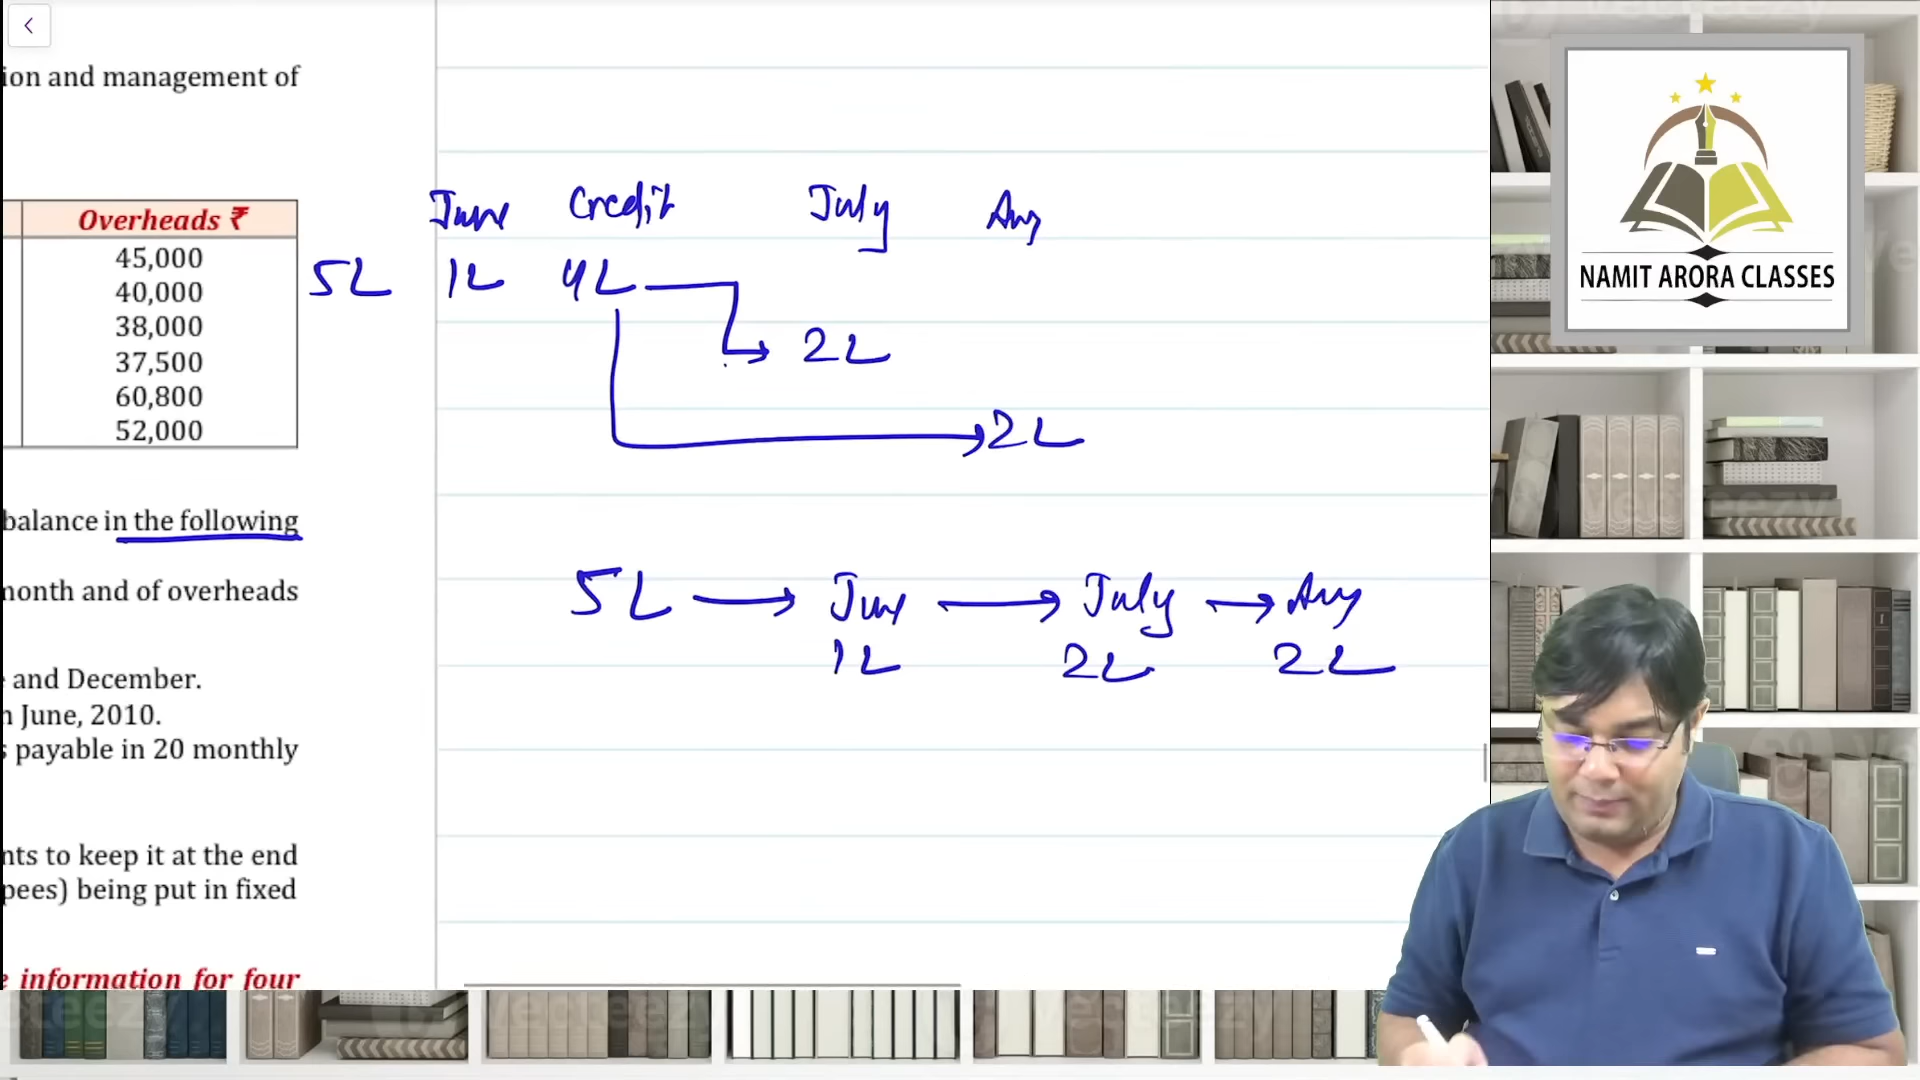 ion and management of
Overheads ₹
45,000
40,000
38,000
37,500
60,800
52,000
balance in the following
month and of overheads
and December.
n June, 2010.
s payable in 20 monthly
nts to keep it at the end
pees) being put in fixed
e information for four
June Credit July Aug
5L 1L 4L
2L
2L
5L → June → July → Aug
1L 2L 2L
NAMIT ARORA CLASSES